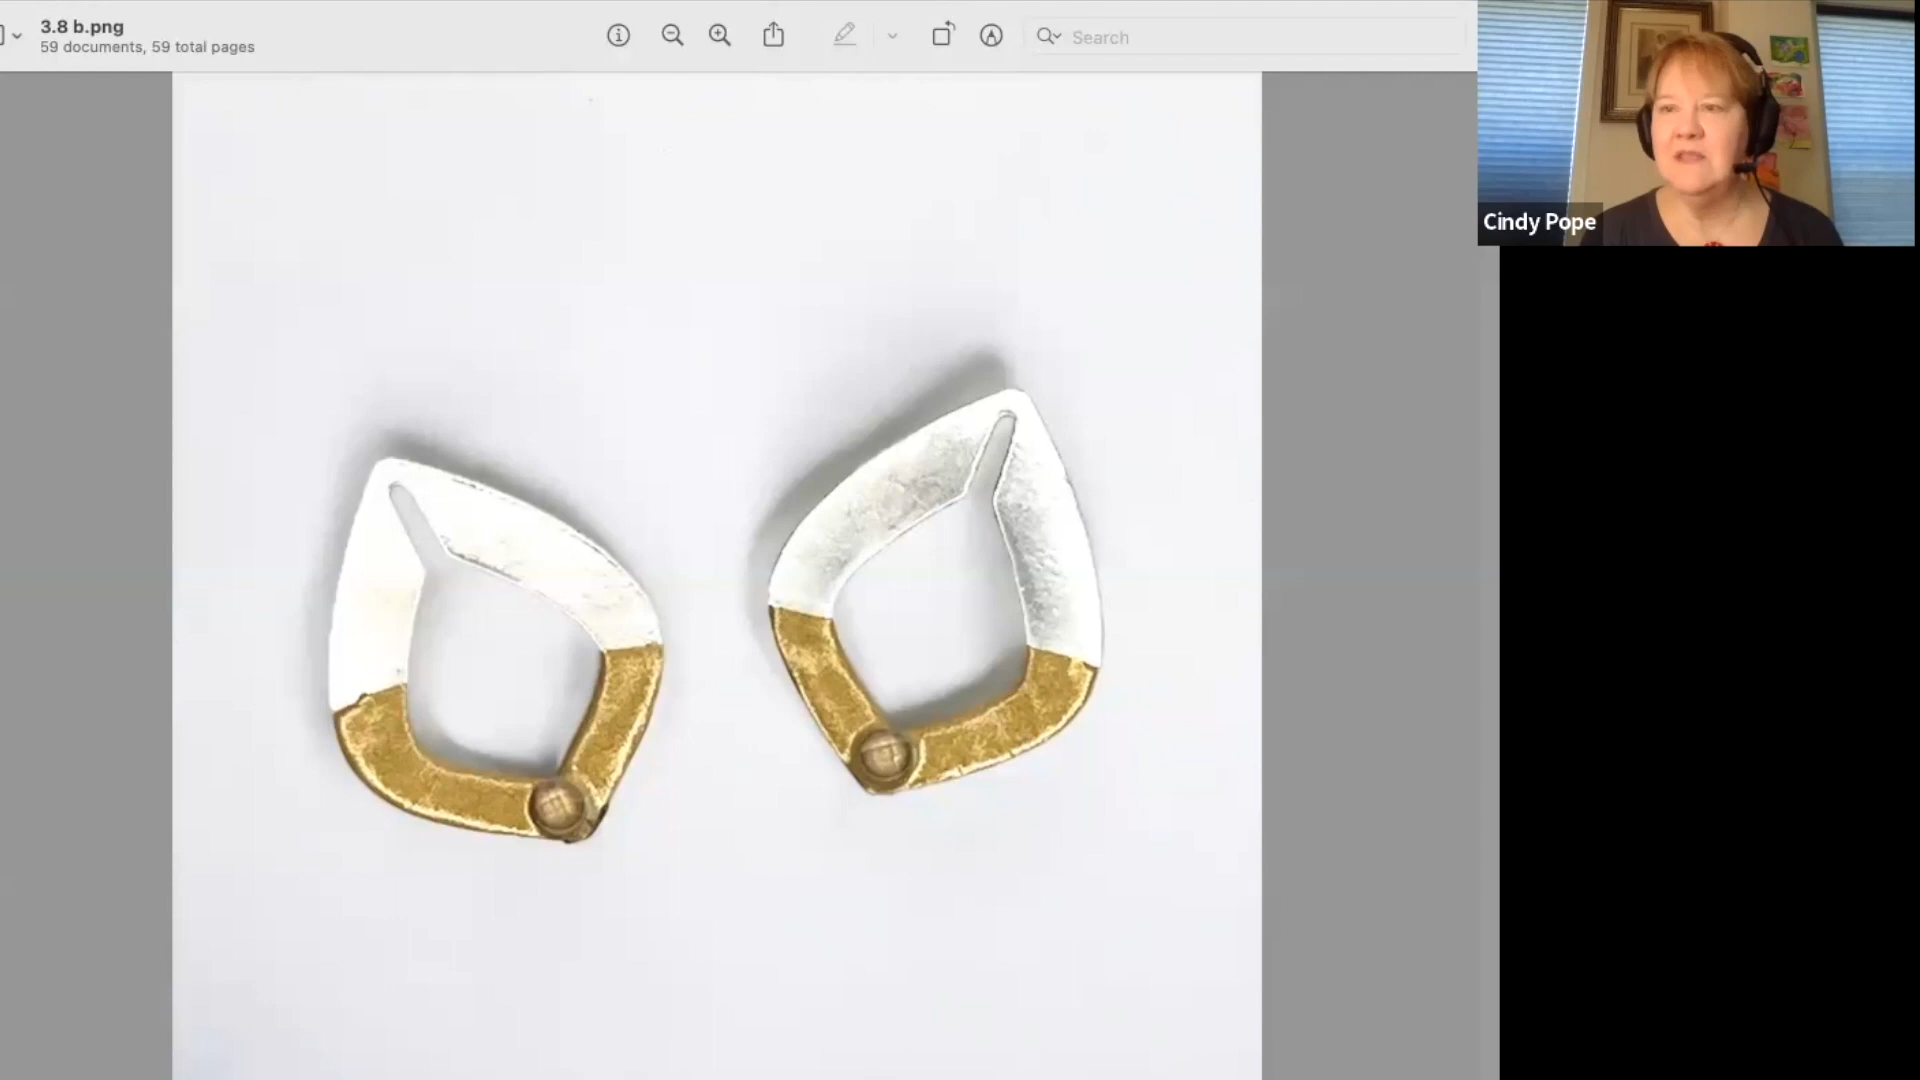 3.8 b.png
59 documents, 59 total pages
Search
Cindy Pope